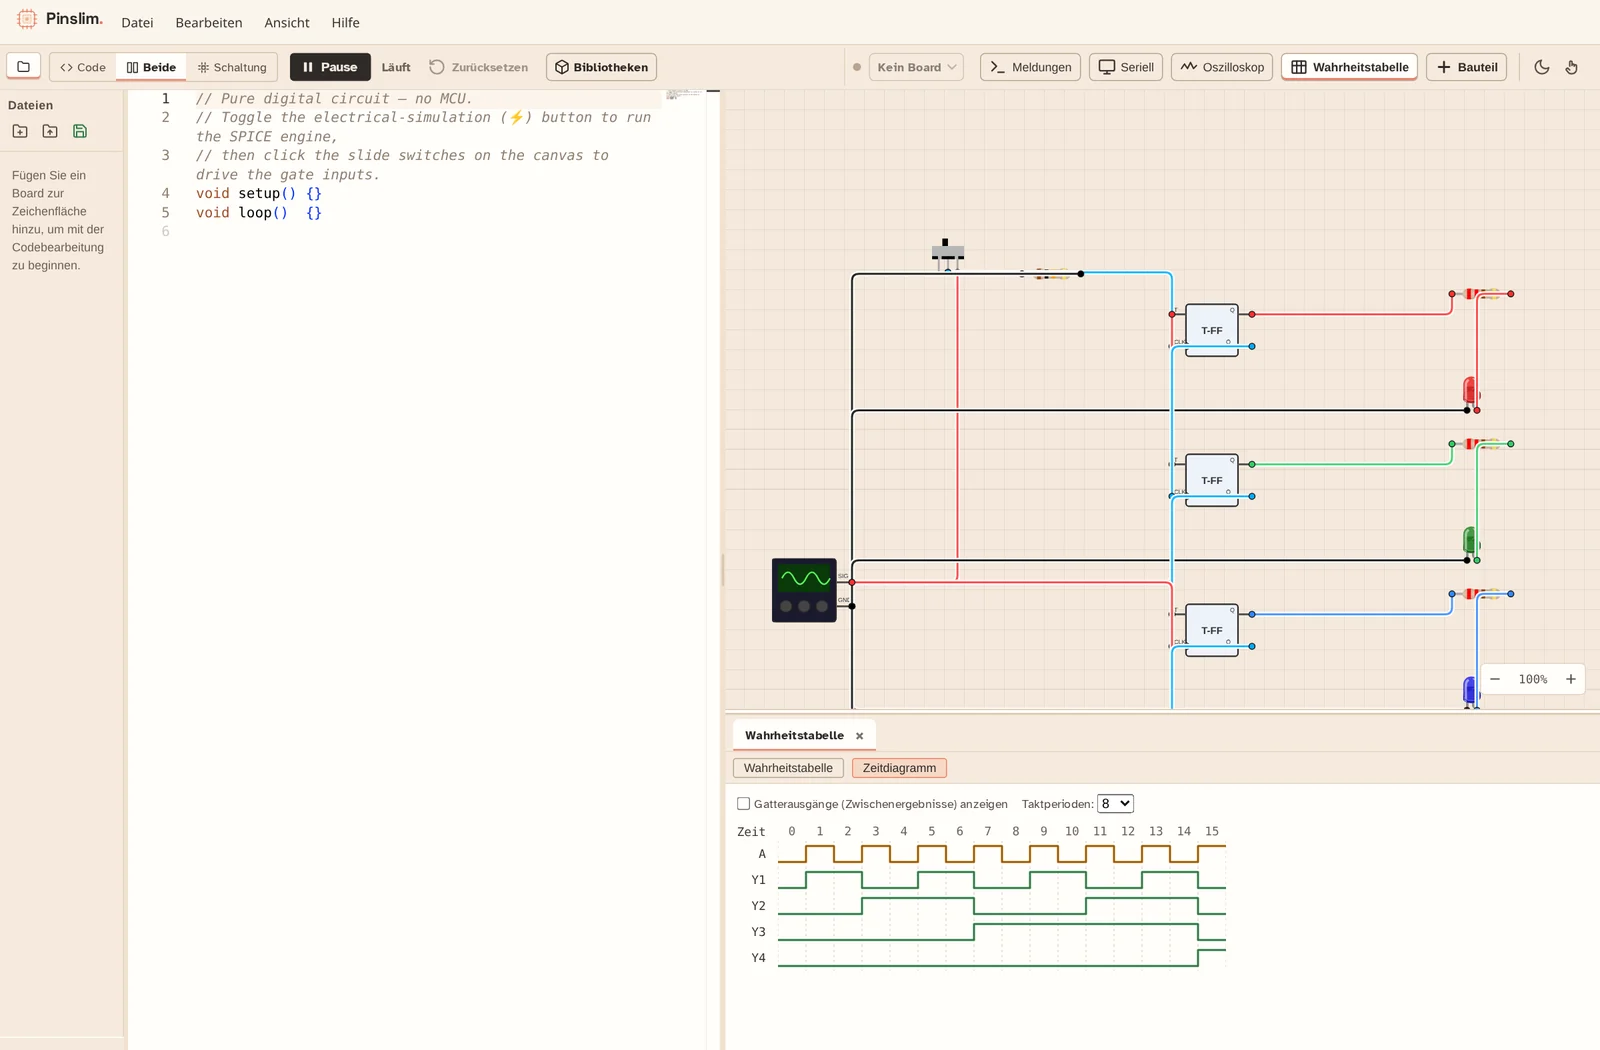 Pinslim.
Datei Bearbeiten Ansicht Hilfe
Code Beide Schaltung Pause Läuft Zurücksetzen Bibliotheken Kein Board Meldungen Seriell Oszilloskop Wahrheitstabelle Bauteil
Dateien
Fügen Sie ein
Board zur
Zeichenfläche
hinzu, um mit der
Codebearbeitung
zu beginnen.
1 // Pure digital circuit — no MCU.
2 // Toggle the electrical-simulation (⚡) button to run
the SPICE engine,
3 // then click the slide switches on the canvas to
drive the gate inputs.
4 void setup() {}
5 void loop()  {}
6
T-FF
Q
CLK
T-FF
Q
CLK
SIG
GND
T-FF
Q
CLK
− 100% +
Wahrheitstabelle ×
Wahrheitstabelle Zeitdiagramm
Gatterausgänge (Zwischenergebnisse) anzeigen Taktperioden: 8
Zeit 0 1 2 3 4 5 6 7 8 9 10 11 12 13 14 15
A
Y1
Y2
Y3
Y4